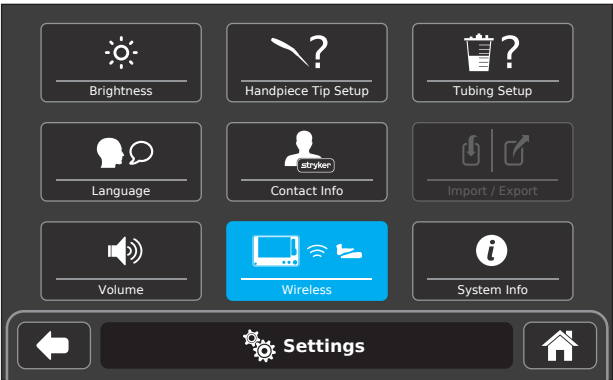 Brightness
Handpiece Tip Setup
Tubing Setup
Language
stryker
Contact Info
Import / Export
Volume
Wireless
System Info
Settings